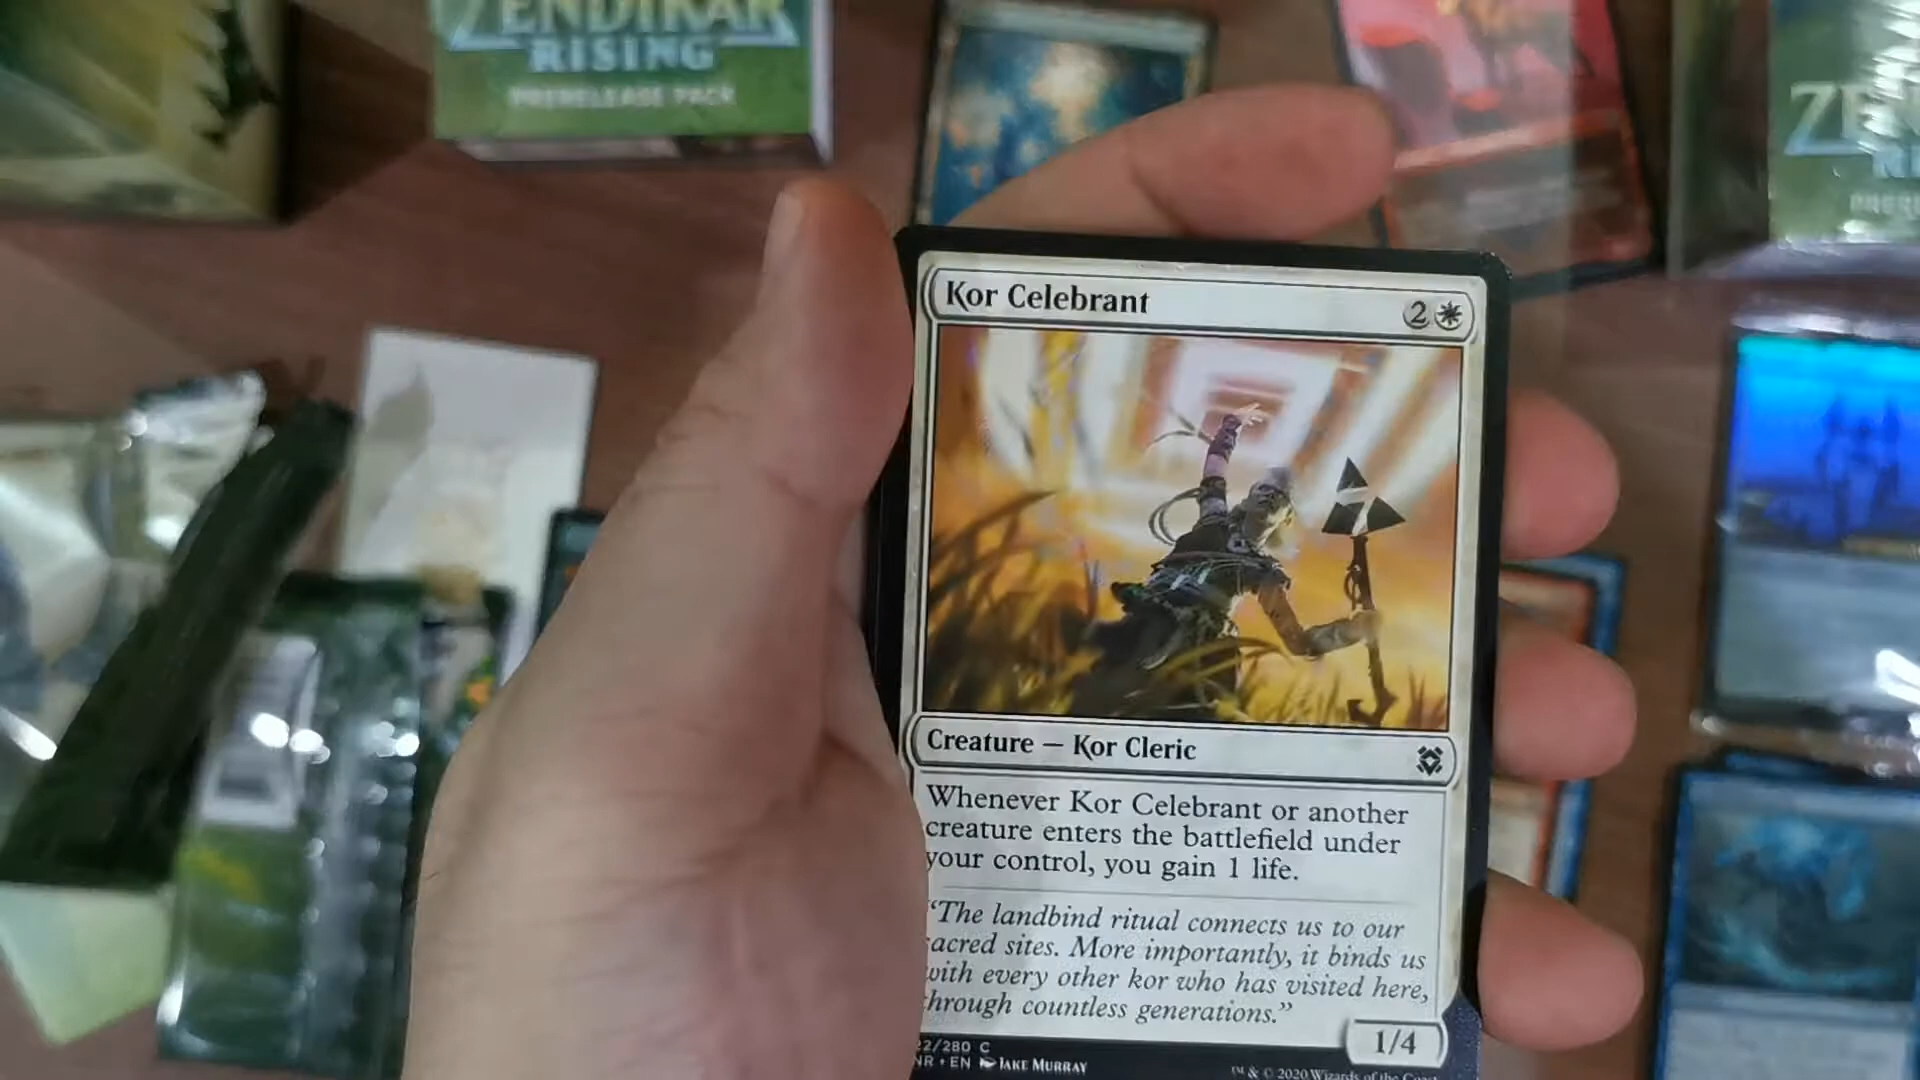 ZENDIKAR
RISING
PRERELEASE PACK
Kor Celebrant
2
Creature — Kor Cleric
Whenever Kor Celebrant or another
creature enters the battlefield under
your control, you gain 1 life.
“The landbind ritual connects us to our
sacred sites. More importantly, it binds us
with every other kor who has visited here,
through countless generations.”
1/4
2/280 C
NR • EN JAKE MURRAY
™ & © 2020 Wizards of the Coast